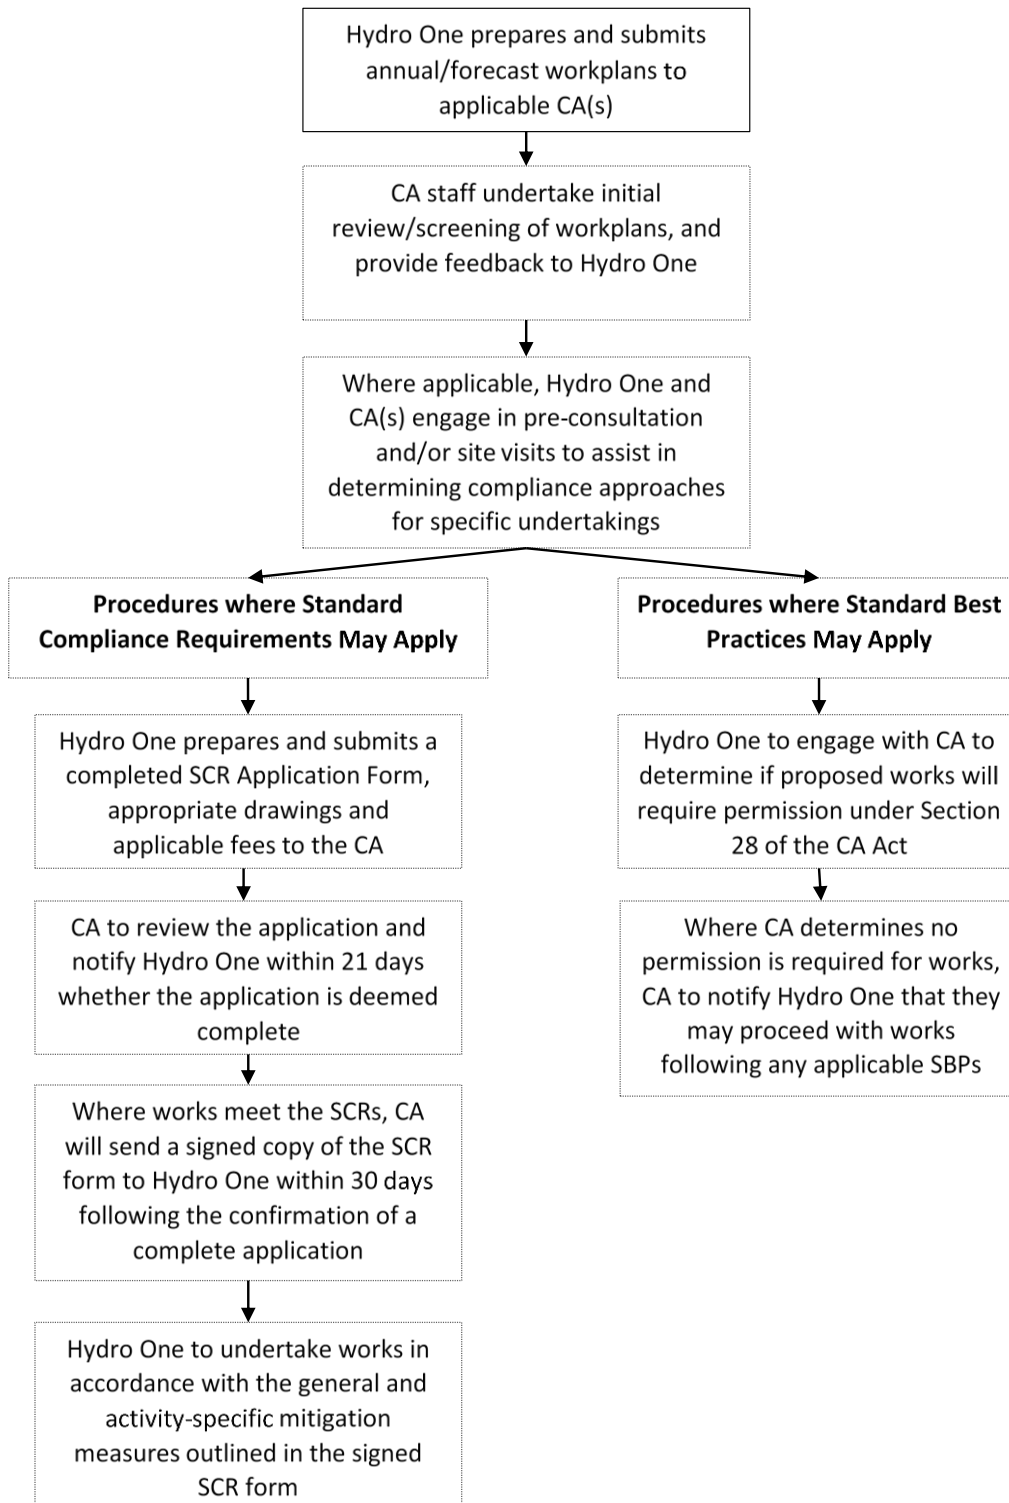 Hydro One prepares and submits
annual/forecast workplans to
applicable CA(s)
CA staff undertake initial
review/screening of workplans, and
provide feedback to Hydro One
Where applicable, Hydro One and
CA(s) engage in pre-consultation
and/or site visits to assist in
determining compliance approaches
for specific undertakings
Procedures where Standard
Compliance Requirements May Apply
Hydro One prepares and submits a
completed SCR Application Form,
appropriate drawings and
applicable fees to the CA
CA to review the application and
notify Hydro One within 21 days
whether the application is deemed
complete
Where works meet the SCRs, CA
will send a signed copy of the SCR
form to Hydro One within 30 days
following the confirmation of a
complete application
Hydro One to undertake works in
accordance with the general and
activity-specific mitigation
measures outlined in the signed
SCR form
Procedures where Standard Best
Practices May Apply
Hydro One to engage with CA to
determine if proposed works will
require permission under Section
28 of the CA Act
Where CA determines no
permission is required for works,
CA to notify Hydro One that they
may proceed with works
following any applicable SBPs